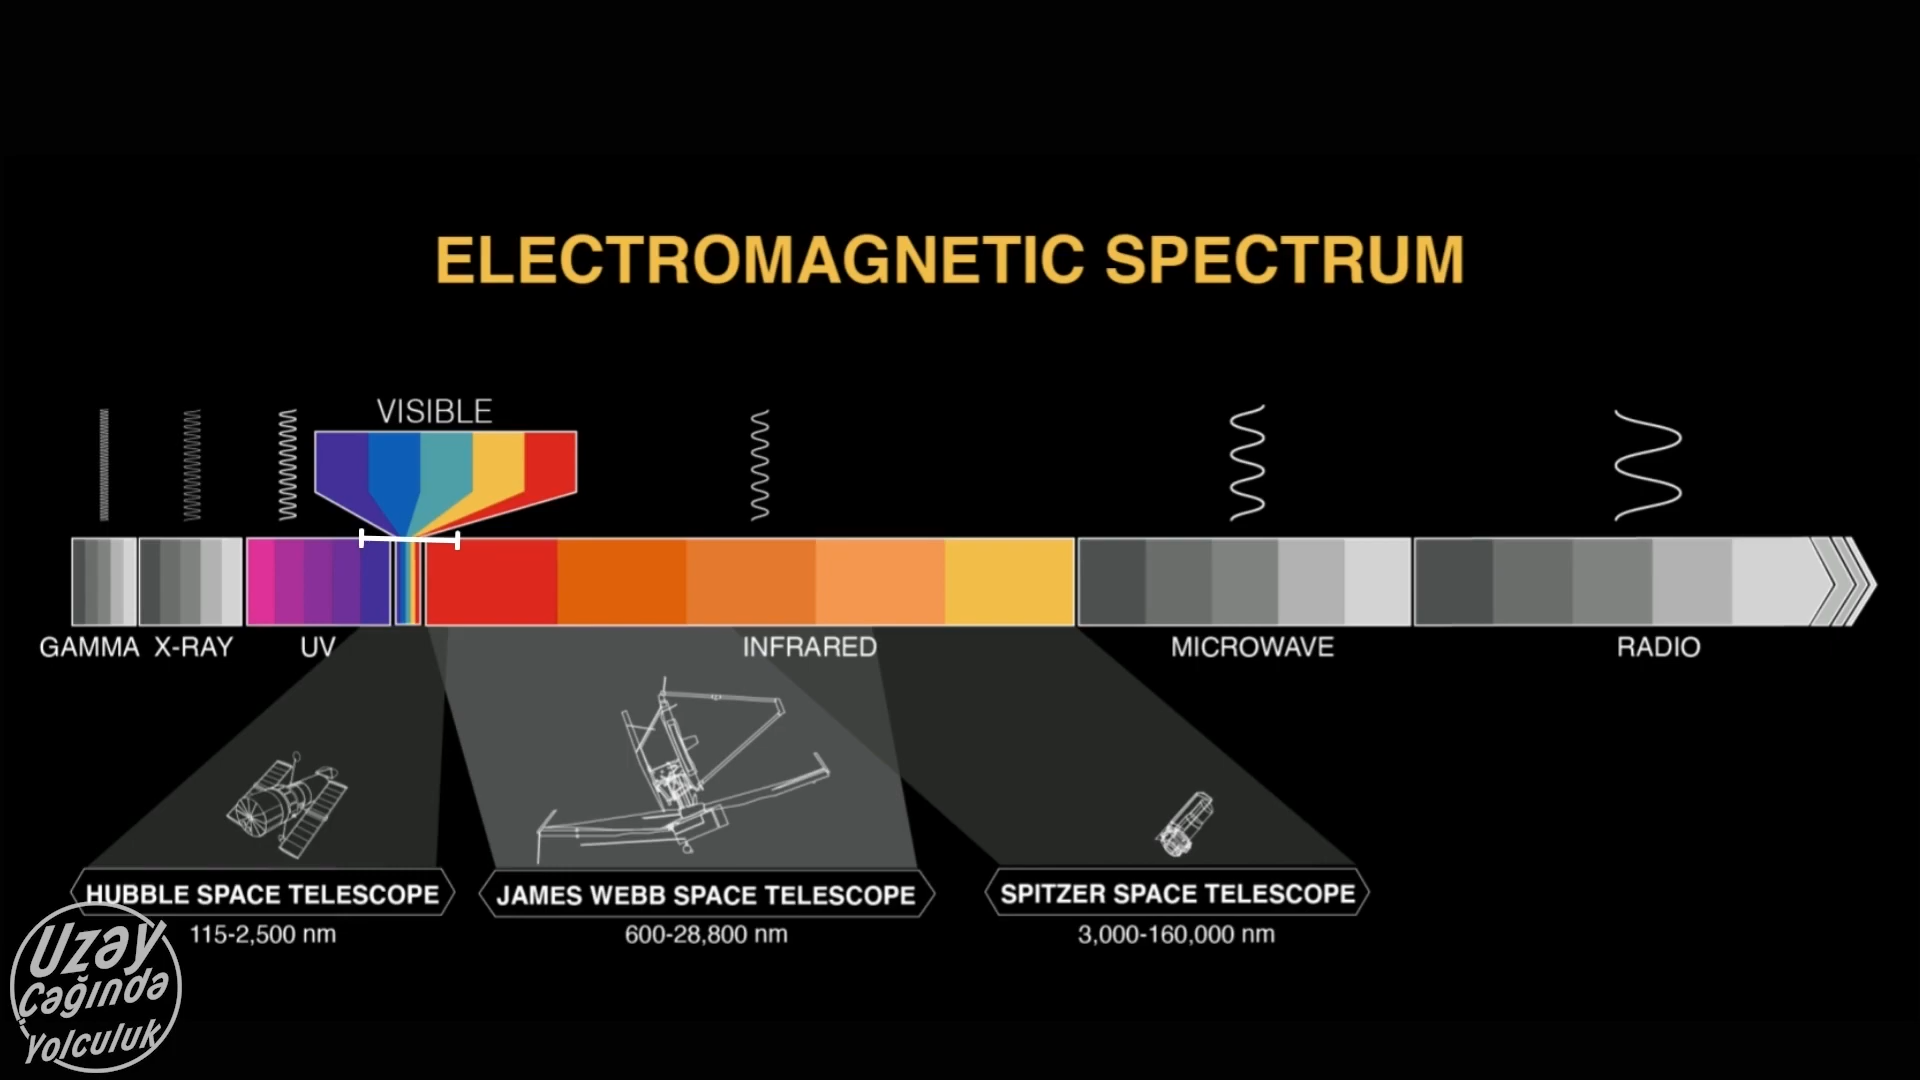 ELECTROMAGNETIC SPECTRUM
VISIBLE
GAMMA X-RAY UV INFRARED MICROWAVE RADIO
HUBBLE SPACE TELESCOPE
115-2,500 nm
JAMES WEBB SPACE TELESCOPE
600-28,800 nm
SPITZER SPACE TELESCOPE
3,000-160,000 nm
Uzay
Çağında
Yolculuk